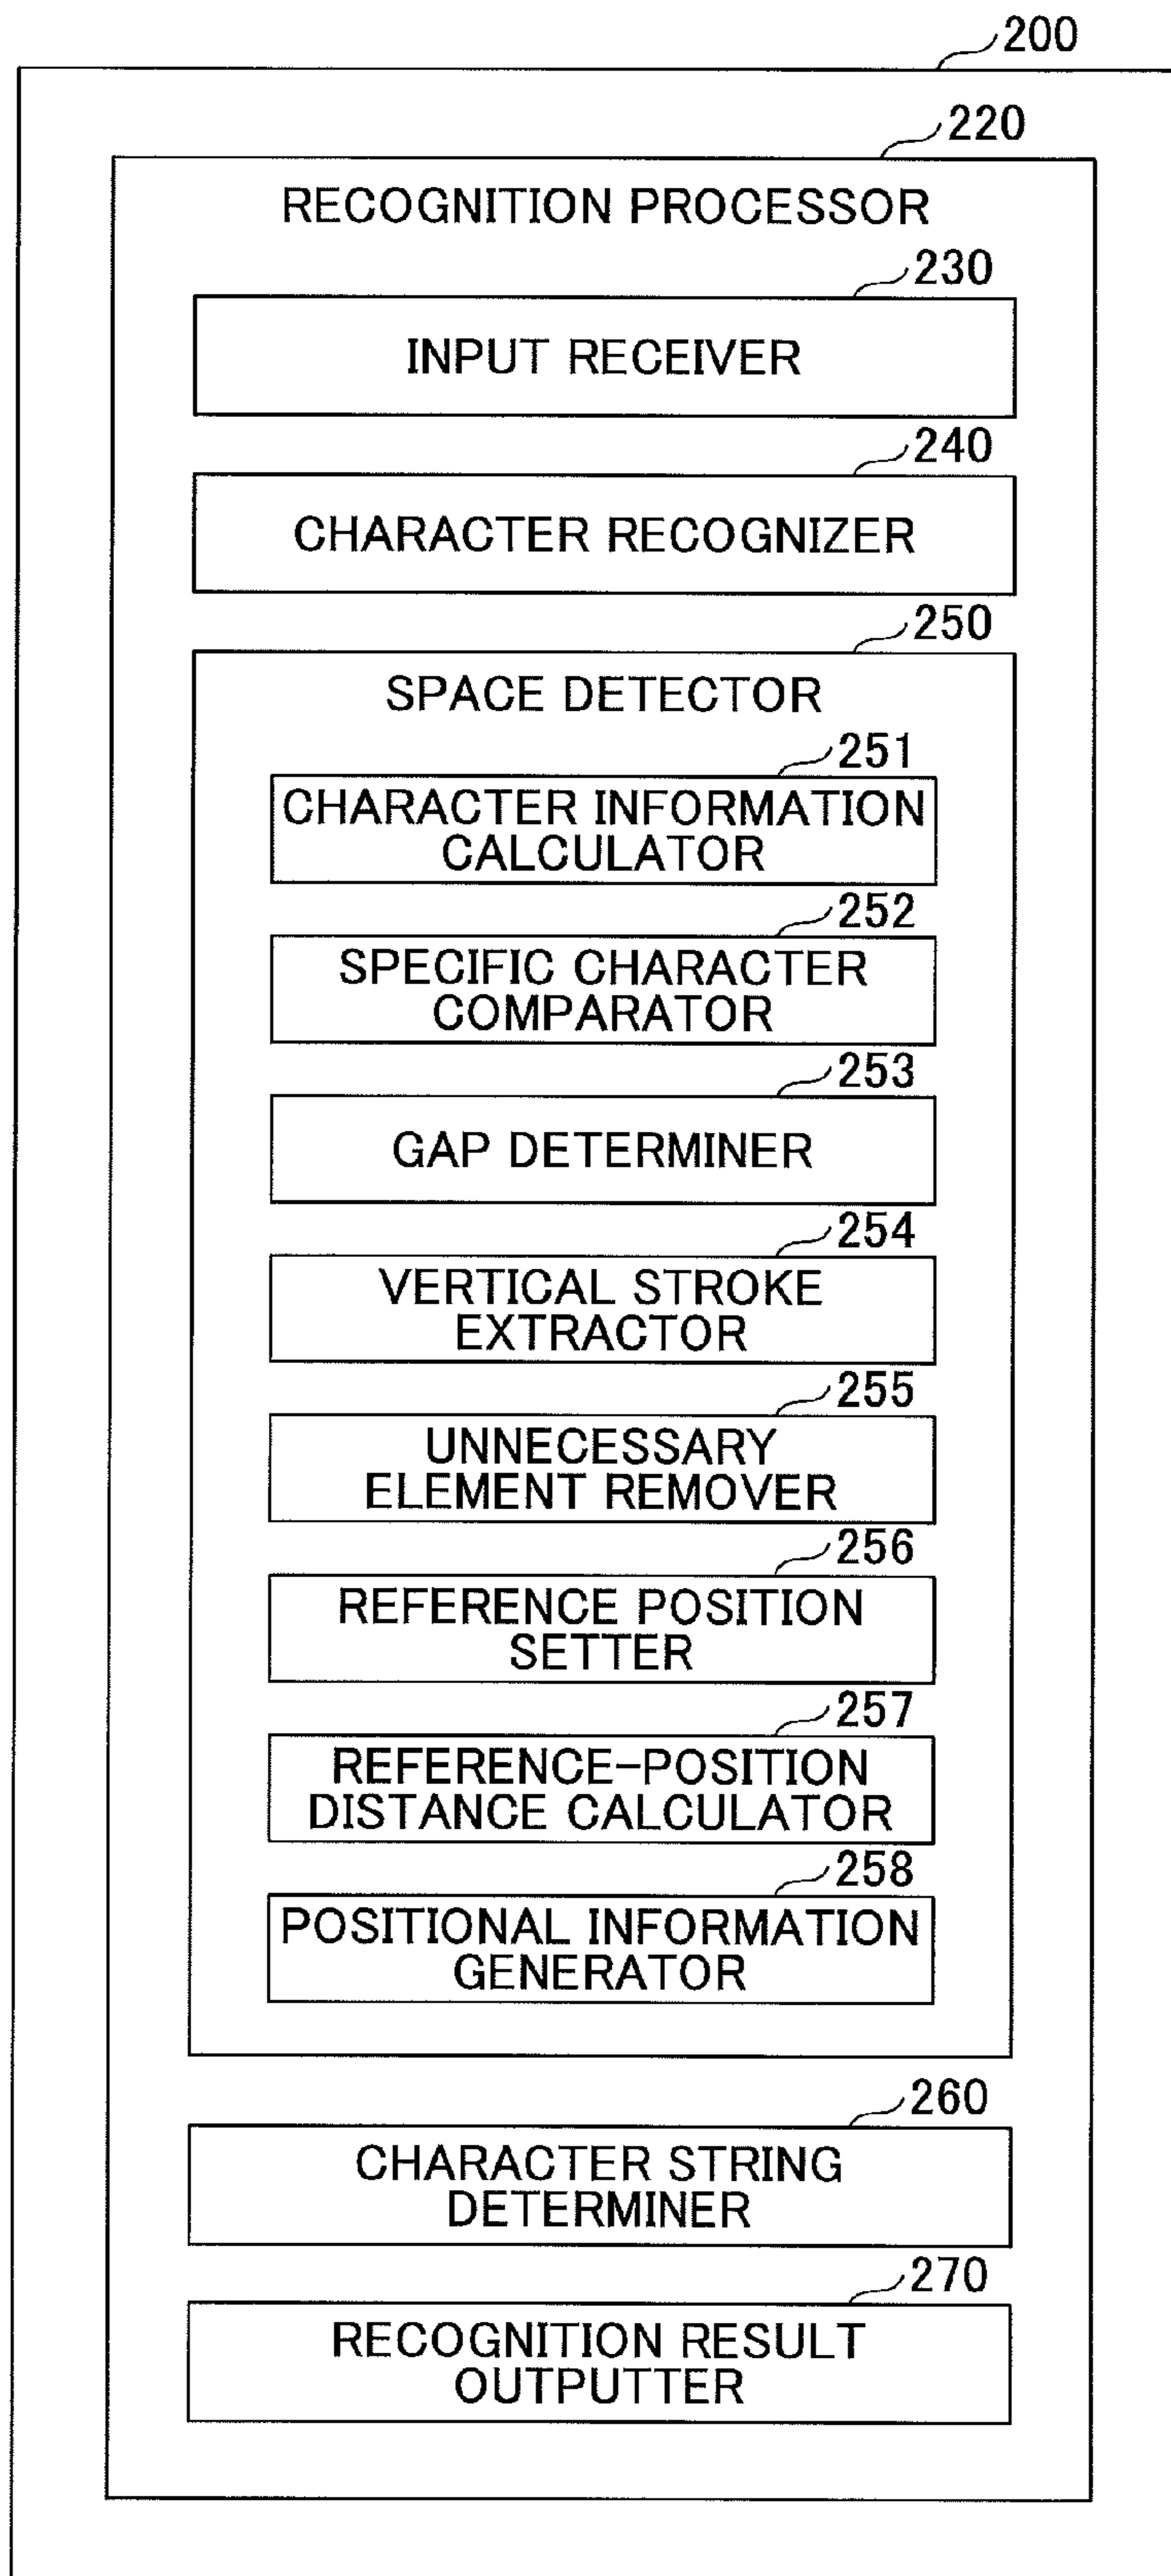 200
220
RECOGNITION PROCESSOR
230
INPUT RECEIVER
240
CHARACTER RECOGNIZER
250
SPACE DETECTOR
251
CHARACTER INFORMATION
CALCULATOR
252
SPECIFIC CHARACTER
COMPARATOR
253
GAP DETERMINER
254
VERTICAL STROKE
EXTRACTOR
255
UNNECESSARY
ELEMENT REMOVER
256
REFERENCE POSITION
SETTER
257
REFERENCE-POSITION
DISTANCE CALCULATOR
258
POSITIONAL INFORMATION
GENERATOR
260
CHARACTER STRING
DETERMINER
270
RECOGNITION RESULT
OUTPUTTER